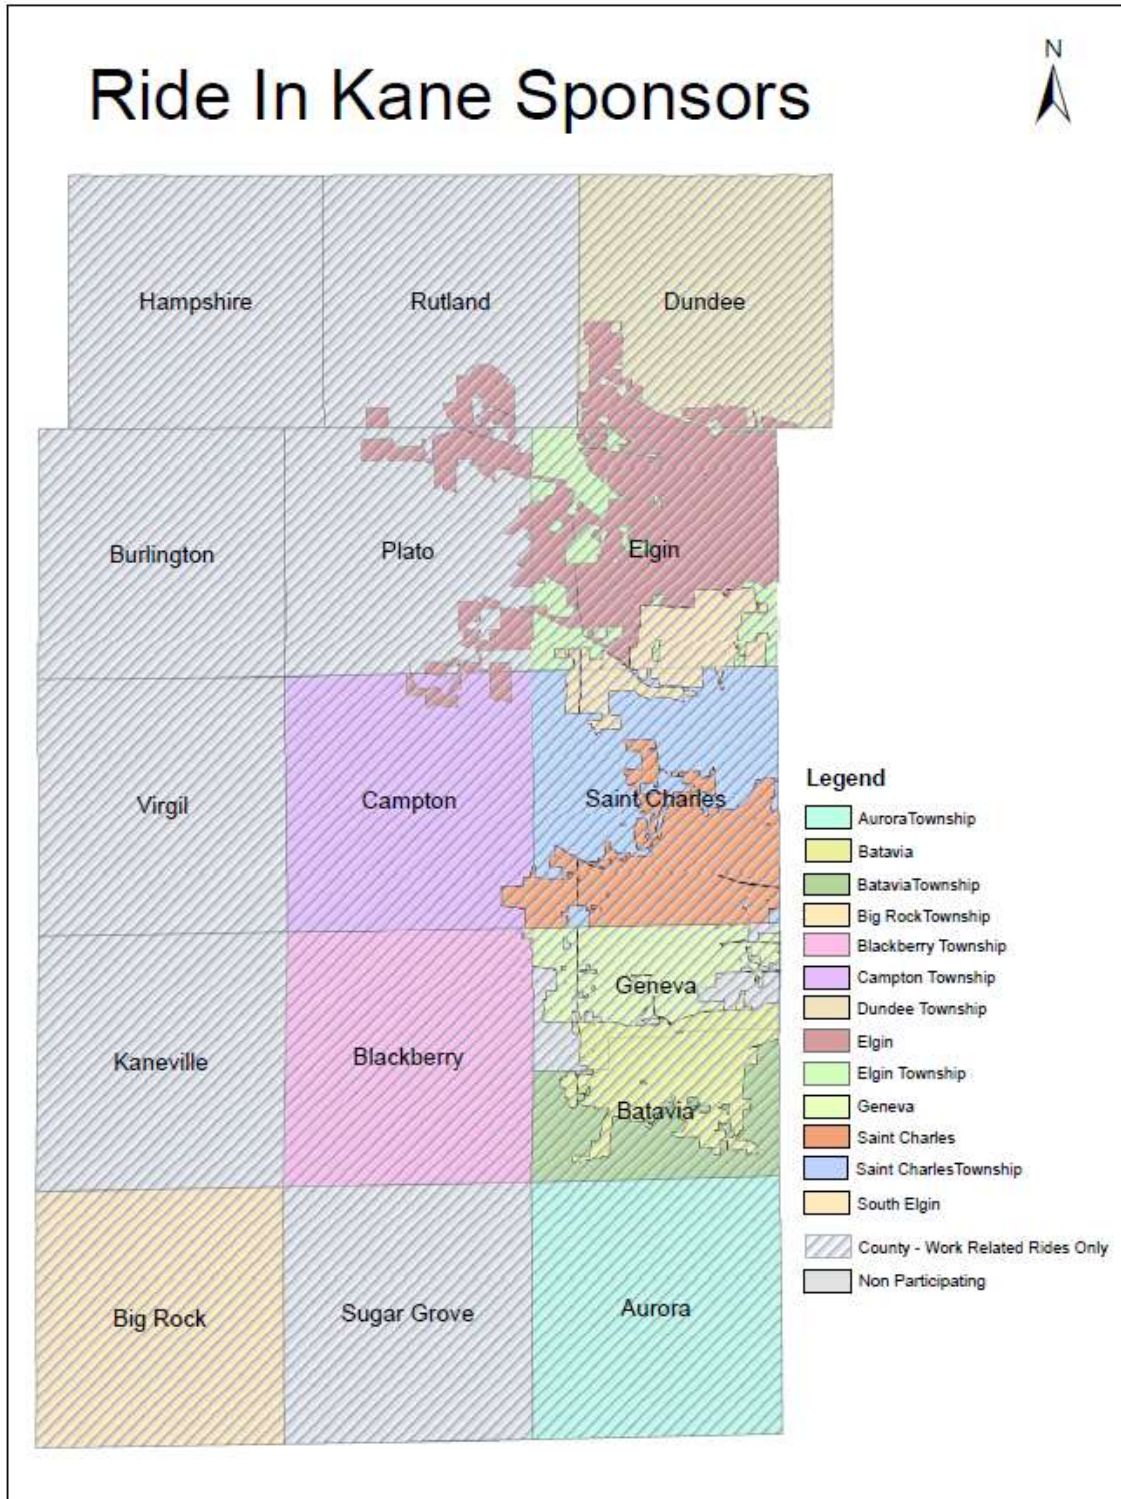 N
Ride In Kane Sponsors
Hampshire
Rutland
Dundee
Burlington
Plato
Elgin
Virgil
Campton
Saint Charles
Kaneville
Blackberry
Geneva
Batavia
Big Rock
Sugar Grove
Aurora
Legend
AuroraTownship
Batavia
BataviaTownship
Big RockTownship
Blackberry Township
Campton Township
Dundee Township
Elgin
Elgin Township
Geneva
Saint Charles
Saint CharlesTownship
South Elgin
County - Work Related Rides Only
Non Participating